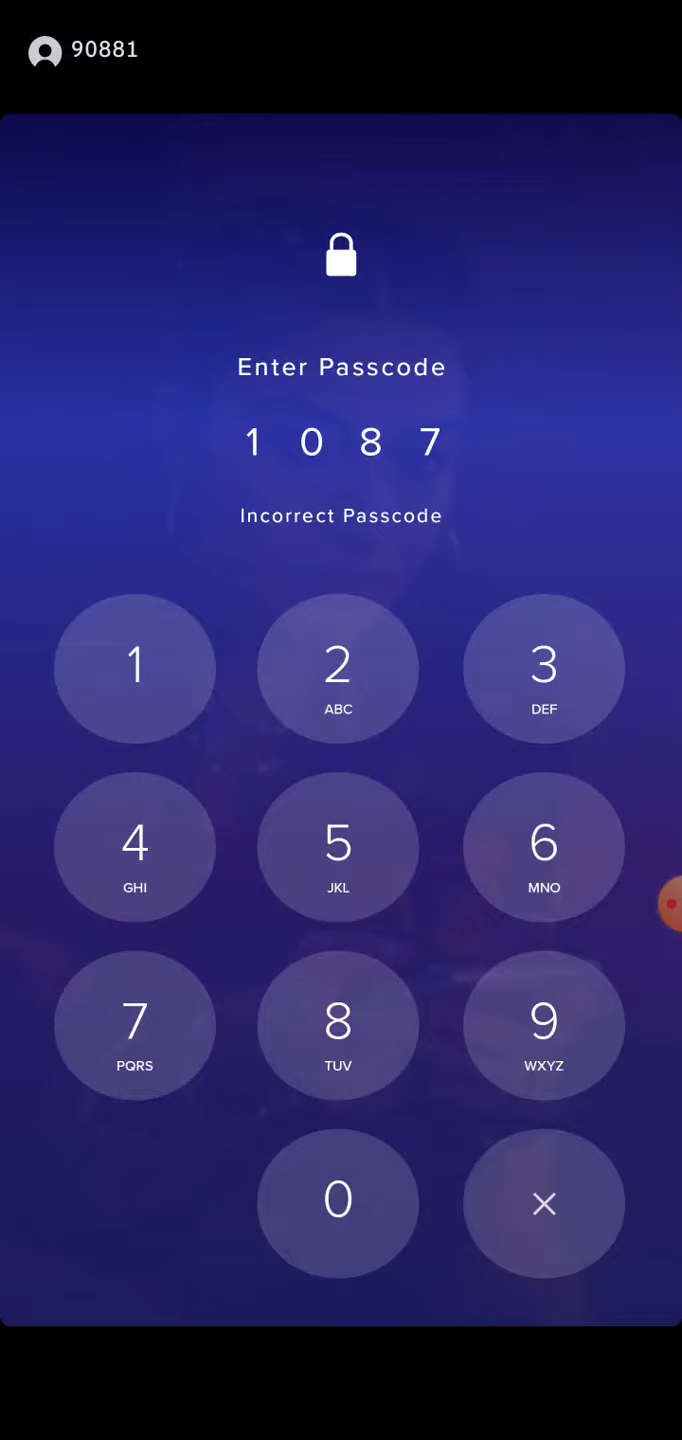 90881
Enter Passcode
1 0 8 7
Incorrect Passcode
1 2 3
ABC DEF
4 5 6
GHI JKL MNO
7 8 9
PQRS TUV WXYZ
0 ×